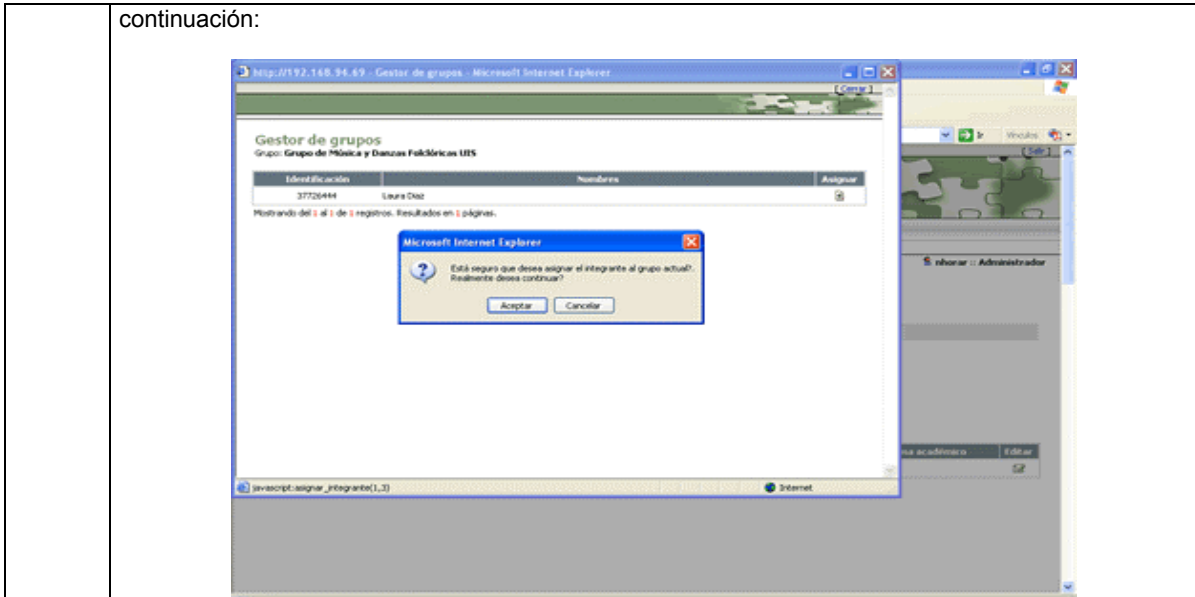 continuación:
http://192.168.94.69 - Gestor de grupos - Microsoft Internet Explorer
[ Cerrar ]
Gestor de grupos
Grupo: Grupo de Música y Danzas Folclóricas UIS
Identificación Nombres Asignar
37726444 Laura Diaz
Mostrando del 1 al 1 de 1 registros. Resultados en 1 páginas.
Microsoft Internet Explorer
Está seguro que desea asignar el integrante al grupo actual?.
Realmente desea continuar?
Aceptar Cancelar
javascript:asignar_integrante(1,3) Internet
Ir Vínculos
[ Salir ]
nhorar :: Administrador
académico Editar